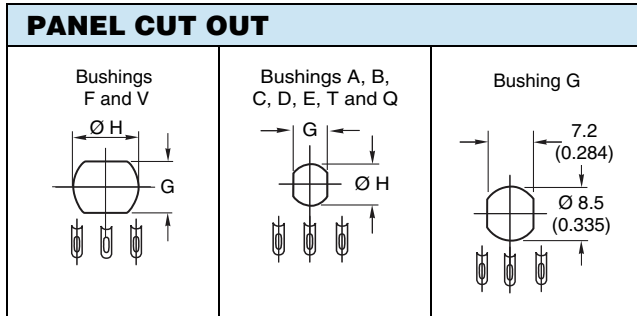 PANEL CUT OUT
Bushings
F and V
Ø H
G
Bushings A, B,
C, D, E, T and Q
G
Ø H
Bushing G
7.2
(0.284)
Ø 8.5
(0.335)